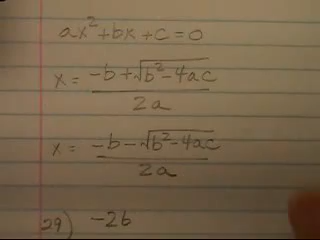 ax²+bx+c=0
x = (-b+√(b²-4ac))/(2a)
x = (-b-√(b²-4ac))/(2a)
29) -2b